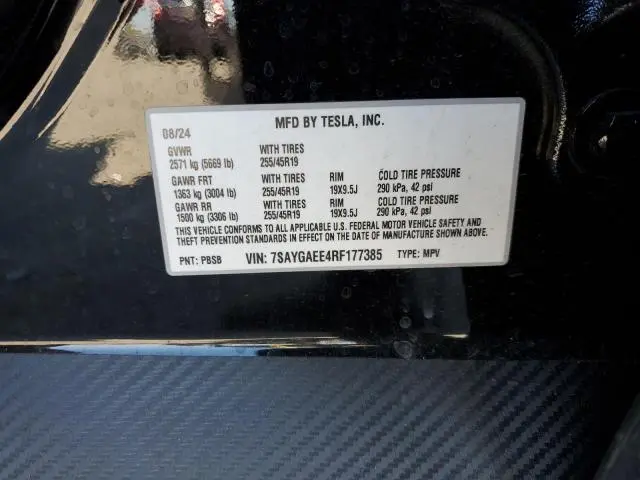 MFD BY TESLA, INC.
08/24
GVWR WITH TIRES
2571 kg (5669 lb) 255/45R19
GAWR FRT WITH TIRES RIM COLD TIRE PRESSURE
1363 kg (3004 lb) 255/45R19 19X9.5J 290 kPa, 42 psi
GAWR RR WITH TIRES RIM COLD TIRE PRESSURE
1500 kg (3306 lb) 255/45R19 19X9.5J 290 kPa, 42 psi
THIS VEHICLE CONFORMS TO ALL APPLICABLE U.S. FEDERAL MOTOR VEHICLE SAFETY AND
THEFT PREVENTION STANDARDS IN EFFECT ON THE DATE OF MANUFACTURE SHOWN ABOVE.
PNT: PBSB VIN: 7SAYGAEE4RF177385 TYPE: MPV